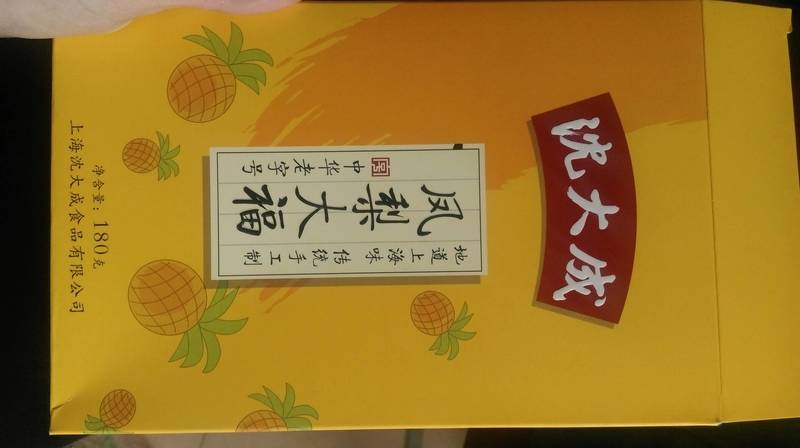 沈大成
地道上海味 传统手工制
凤梨大福
中华老字号
净含量：180克
上海沈大成食品有限公司